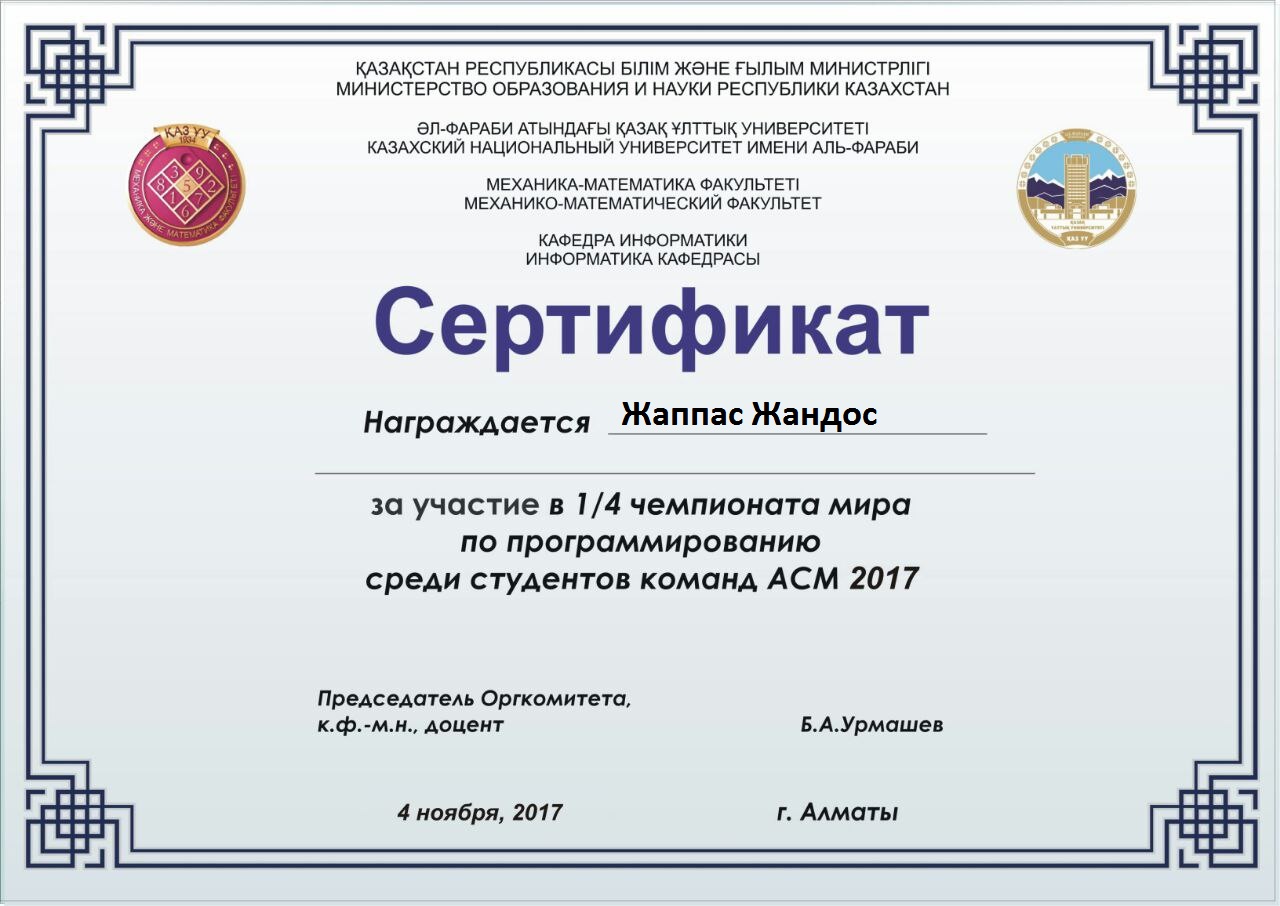 ҚАЗАҚСТАН РЕСПУБЛИКАСЫ БІЛІМ ЖӘНЕ ҒЫЛЫМ МИНИСТРЛІГІ
МИНИСТЕРСТВО ОБРАЗОВАНИЯ И НАУКИ РЕСПУБЛИКИ КАЗАХСТАН
ӘЛ-ФАРАБИ АТЫНДАҒЫ ҚАЗАҚ ҰЛТТЫҚ УНИВЕРСИТЕТІ
КАЗАХСКИЙ НАЦИОНАЛЬНЫЙ УНИВЕРСИТЕТ ИМЕНИ АЛЬ-ФАРАБИ
МЕХАНИКА-МАТЕМАТИКА ФАКУЛЬТЕТІ
МЕХАНИКО-МАТЕМАТИЧЕСКИЙ ФАКУЛЬТЕТ
КАФЕДРА ИНФОРМАТИКИ
ИНФОРМАТИКА КАФЕДРАСЫ
ҚАЗ ҰУ
1934
3 9
8 5 2
1 7
6
МЕХАНИКА ЖӘНЕ МАТЕМАТИКА ФАКУЛЬТЕТІ
ҚАЗАҚ
ҰЛТТЫҚ УНИВЕРСИТЕТІ
ҚАЗ ҰУ
Сертификат
Награждается Жаппас Жандос
за участие в 1/4 чемпионата мира
по программированию
среди студентов команд АСМ 2017
Председатель Оргкомитета,
к.ф.-м.н., доцент Б.А.Урмашев
4 ноября, 2017 г. Алматы